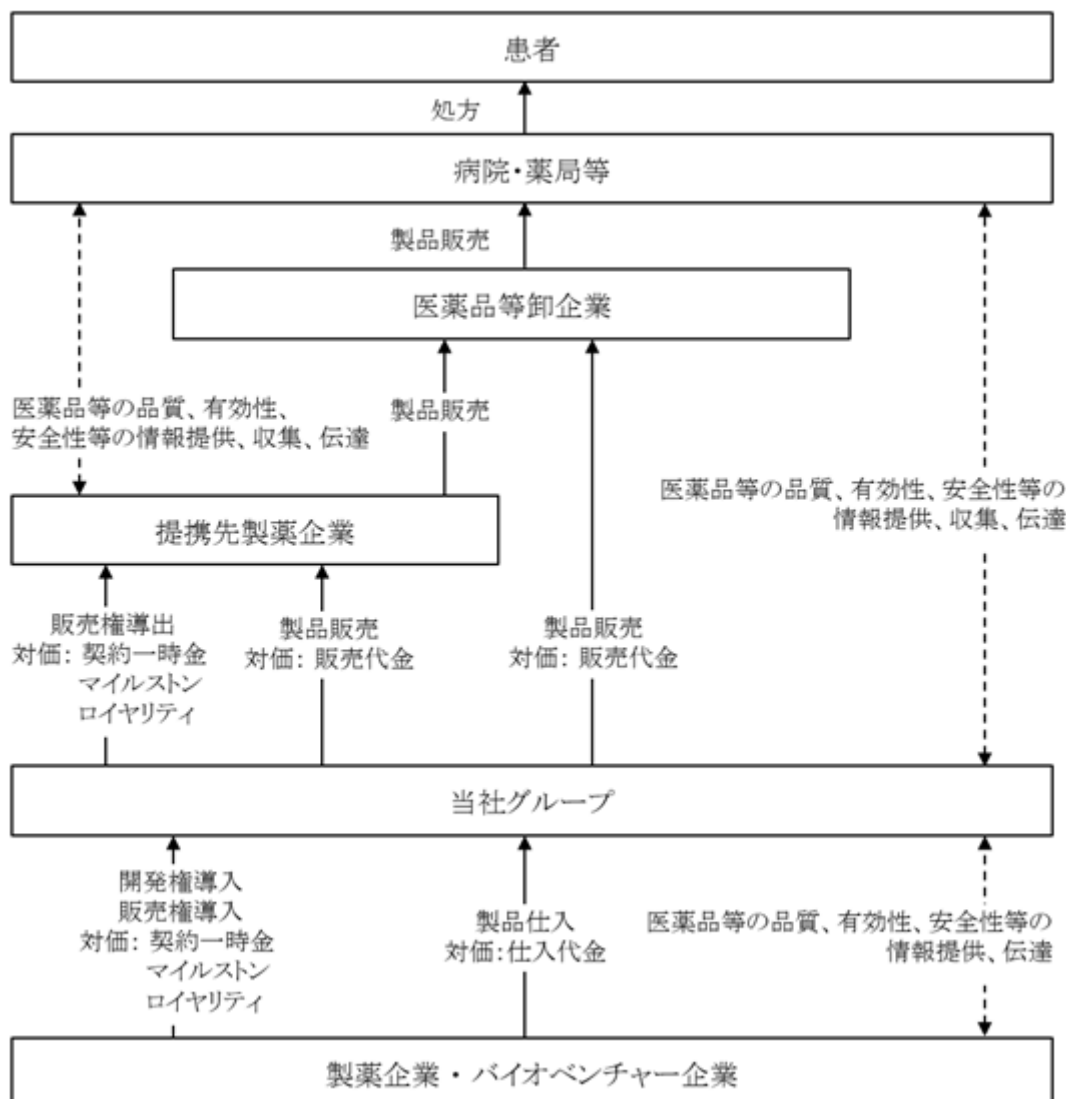 患者
処方
病院・薬局等
製品販売
医薬品等卸企業
医薬品等の品質、有効性、
安全性等の情報提供、収集、伝達
製品販売
医薬品等の品質、有効性、安全性等の
情報提供、収集、伝達
提携先製薬企業
販売権導出
対価： 契約一時金
マイルストン
ロイヤリティ
製品販売
対価： 販売代金
製品販売
対価： 販売代金
当社グループ
開発権導入
販売権導入
対価： 契約一時金
マイルストン
ロイヤリティ
製品仕入
対価：仕入代金
医薬品等の品質、有効性、安全性等の
情報提供、伝達
製薬企業 ・ バイオベンチャー企業